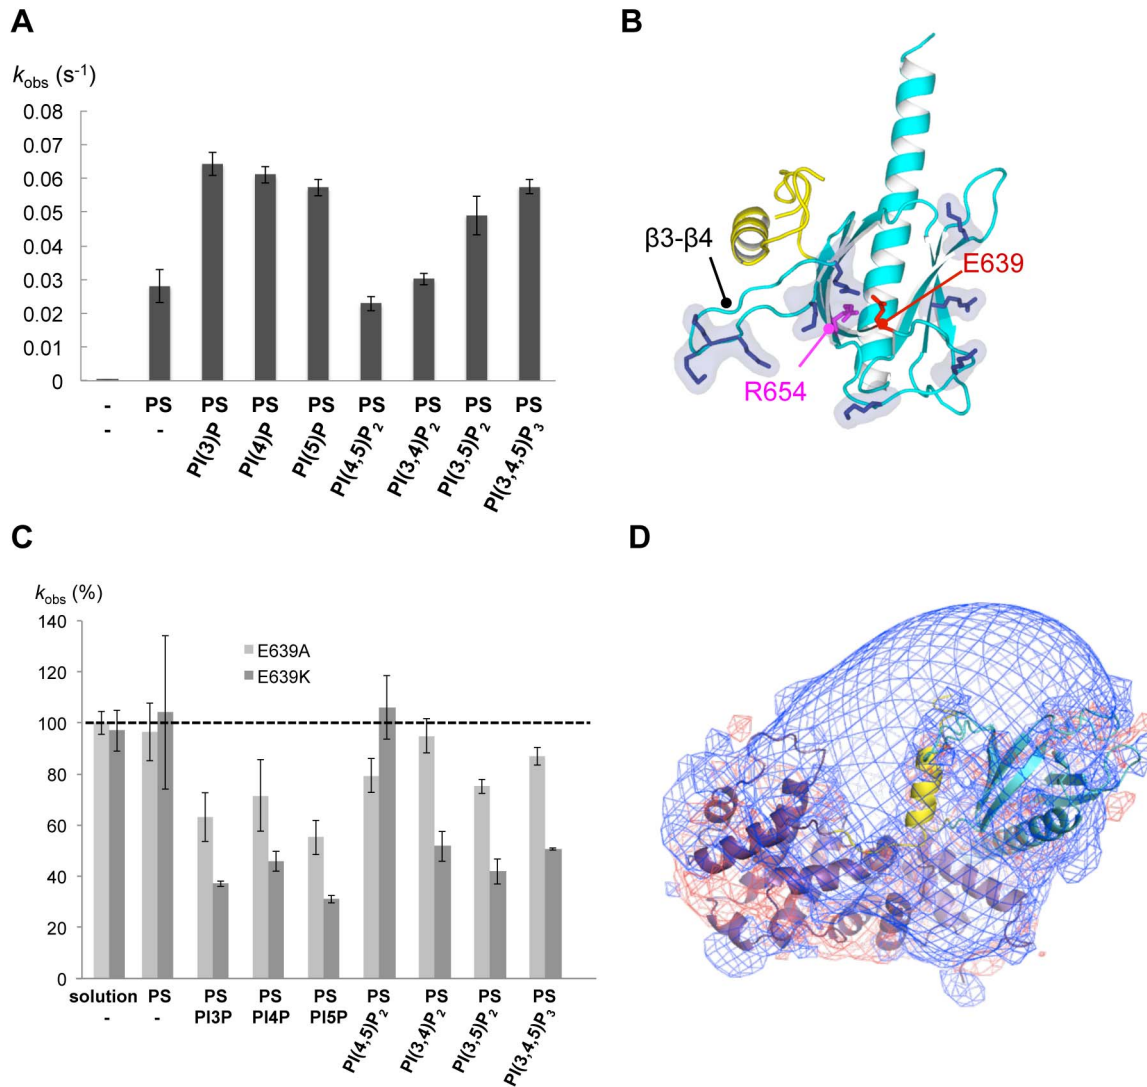 A
k_obs (s⁻¹)
0.08
0.07
0.06
0.05
0.04
0.03
0.02
0.01
0
- PS PS PS PS PS PS PS PS
- - PI(3)P PI(4)P PI(5)P PI(4,5)P₂ PI(3,4)P₂ PI(3,5)P₂ PI(3,4,5)P₃
B
β3-β4
E639
R654
C
k_obs (%)
140
120
100
80
60
40
20
0
E639A
E639K
solution PS PS PS PS PS PS PS PS
- - PI3P PI4P PI5P PI(4,5)P₂ PI(3,4)P₂ PI(3,5)P₂ PI(3,4,5)P₃
D